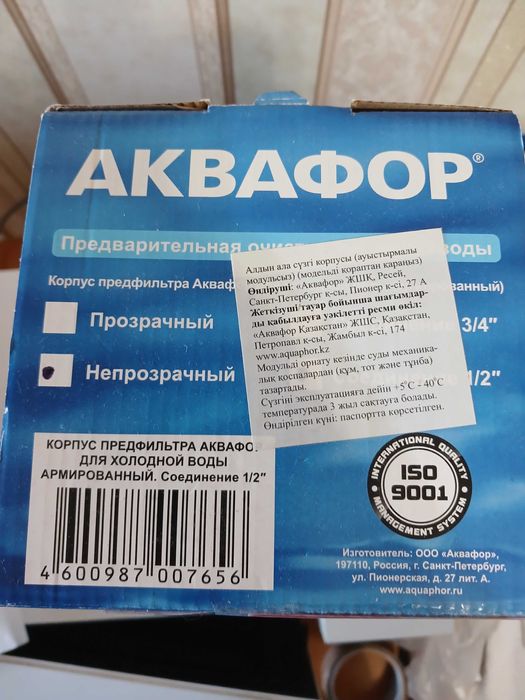 АКВАФОР®
Предварительная воды
Корпус предфильтра
Прозрачный
3/4″
Непрозрачный
1/2″
Алдын ала сүзгі корпусы (ауыстырмалы
модульсыз) (модельді қораптан қараңыз)
Өндіруші: «Аквафор» ЖШҚ, Ресей,
Санкт-Петербург қ-сы, Пионер к-сі, 27 А
Жеткізуші/тауар бойынша шағымдар-
ды қабылдауға уәкілетті ресми өкіл:
«Аквафор Қазақстан» ЖШС, Қазақстан,
Петропавл қ-сы, Жамбыл к-сі, 174
www.aquaphor.kz
Модульді орнату кезінде суды механика-
лық қоспалардан (құм, тот және тұнба)
тазартады.
Сүзгіні эксплуатацияға дейін +5°С -40°С
температурада 3 жыл сақтауға болады.
Өндірілген күні: паспортта көрсетілген.
КОРПУС ПРЕДФИЛЬТРА АКВАФОР
ДЛЯ ХОЛОДНОЙ ВОДЫ
АРМИРОВАННЫЙ. Соединение 1/2″
4 600987 007656
INTERNATIONAL QUALITY
ISO
9001
MANAGEMENT SYSTEM
Изготовитель: ООО «Аквафор»,
197110, Россия, г. Санкт-Петербург,
ул. Пионерская, д. 27 лит. А.
www.aquaphor.ru